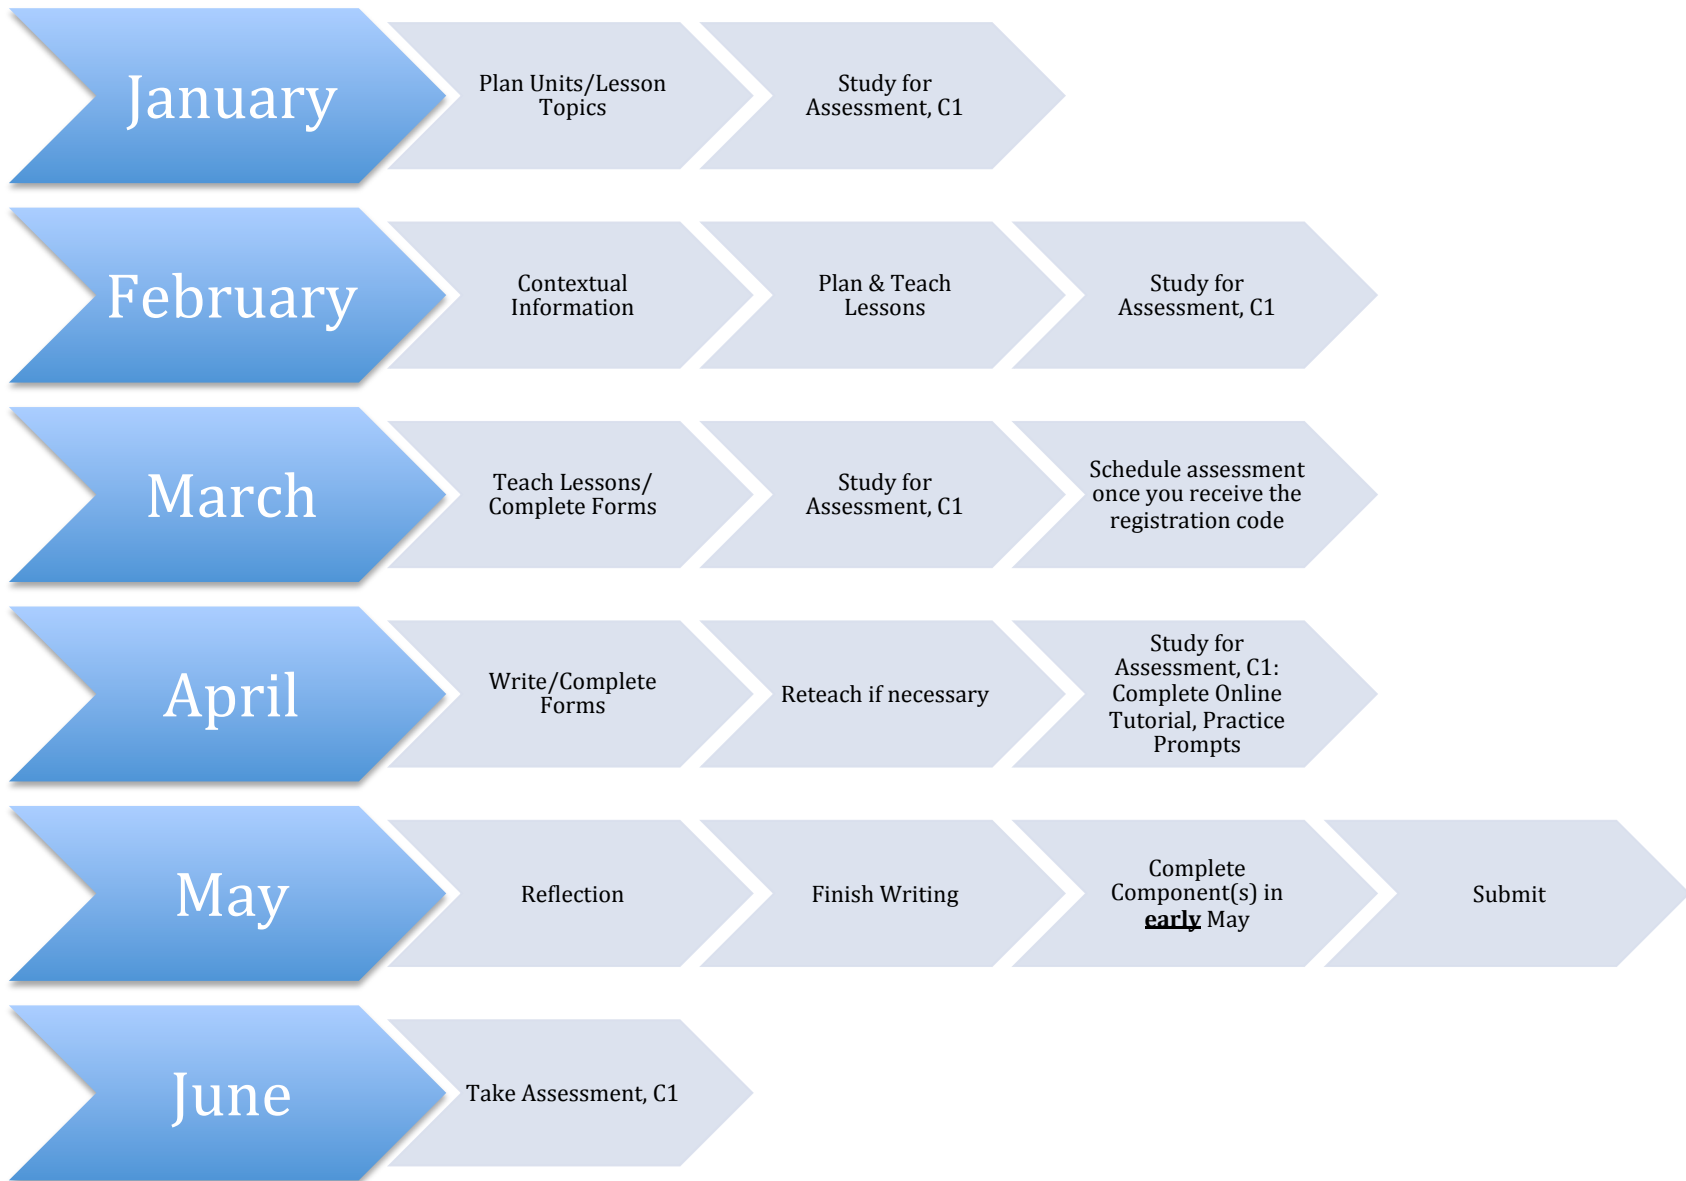 January
Plan Units/Lesson
Topics
Study for
Assessment, C1
February
Contextual
Information
Plan & Teach
Lessons
Study for
Assessment, C1
March
Teach Lessons/
Complete Forms
Study for
Assessment, C1
Schedule assessment
once you receive the
registration code
April
Write/Complete
Forms
Reteach if necessary
Study for
Assessment, C1:
Complete Online
Tutorial, Practice
Prompts
May
Reflection
Finish Writing
Complete
Component(s) in
early May
Submit
June
Take Assessment, C1